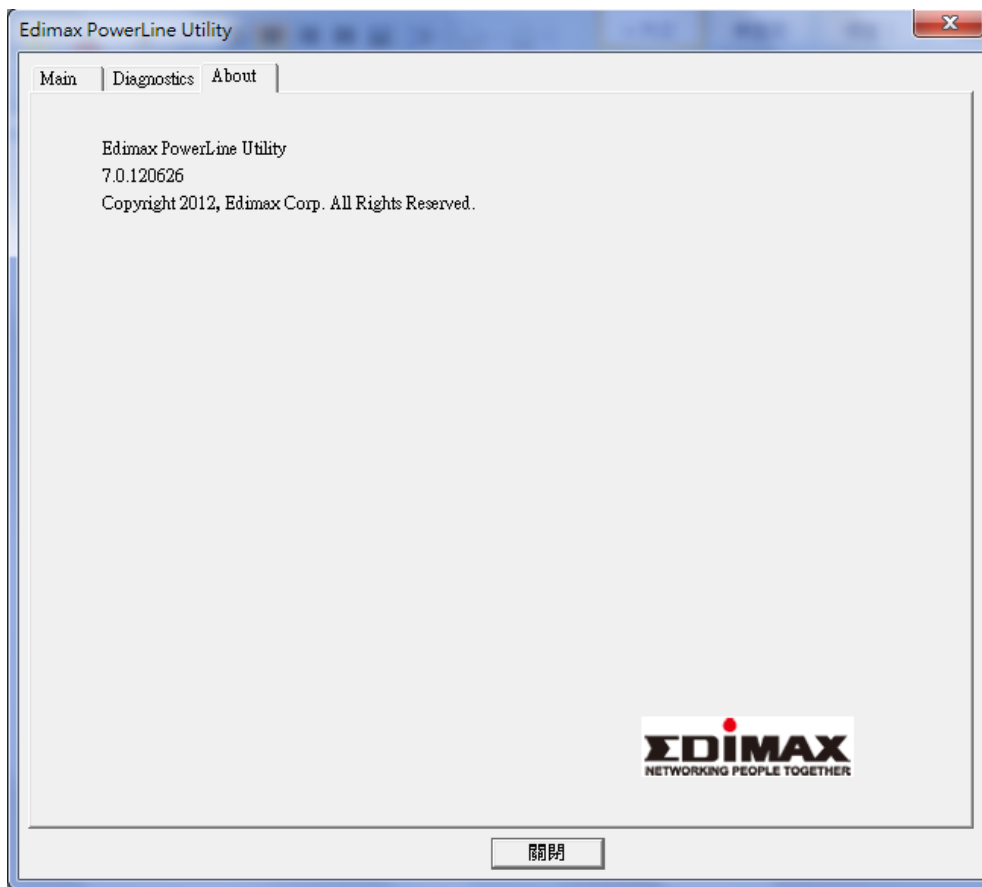 Edimax PowerLine Utility
Main Diagnostics About
Edimax PowerLine Utility
7.0.120626
Copyright 2012, Edimax Corp. All Rights Reserved.
EDIMAX
NETWORKING PEOPLE TOGETHER
關閉